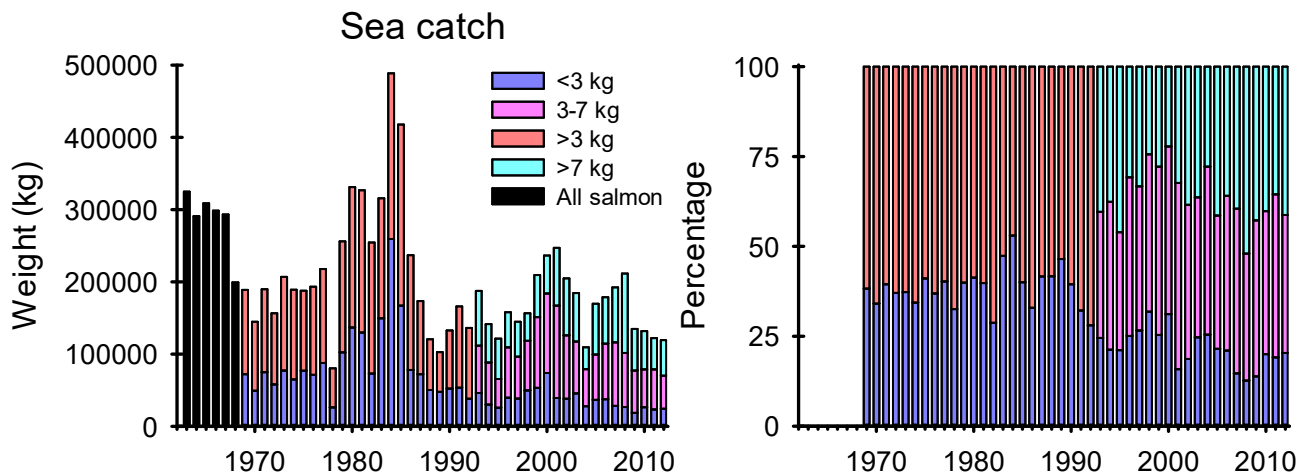 Sea catch
500000
400000
300000
200000
100000
0
Weight (kg)
<3 kg
3-7 kg
>3 kg
>7 kg
All salmon
1970 1980 1990 2000 2010
100
75
50
25
0
Percentage
1970 1980 1990 2000 2010